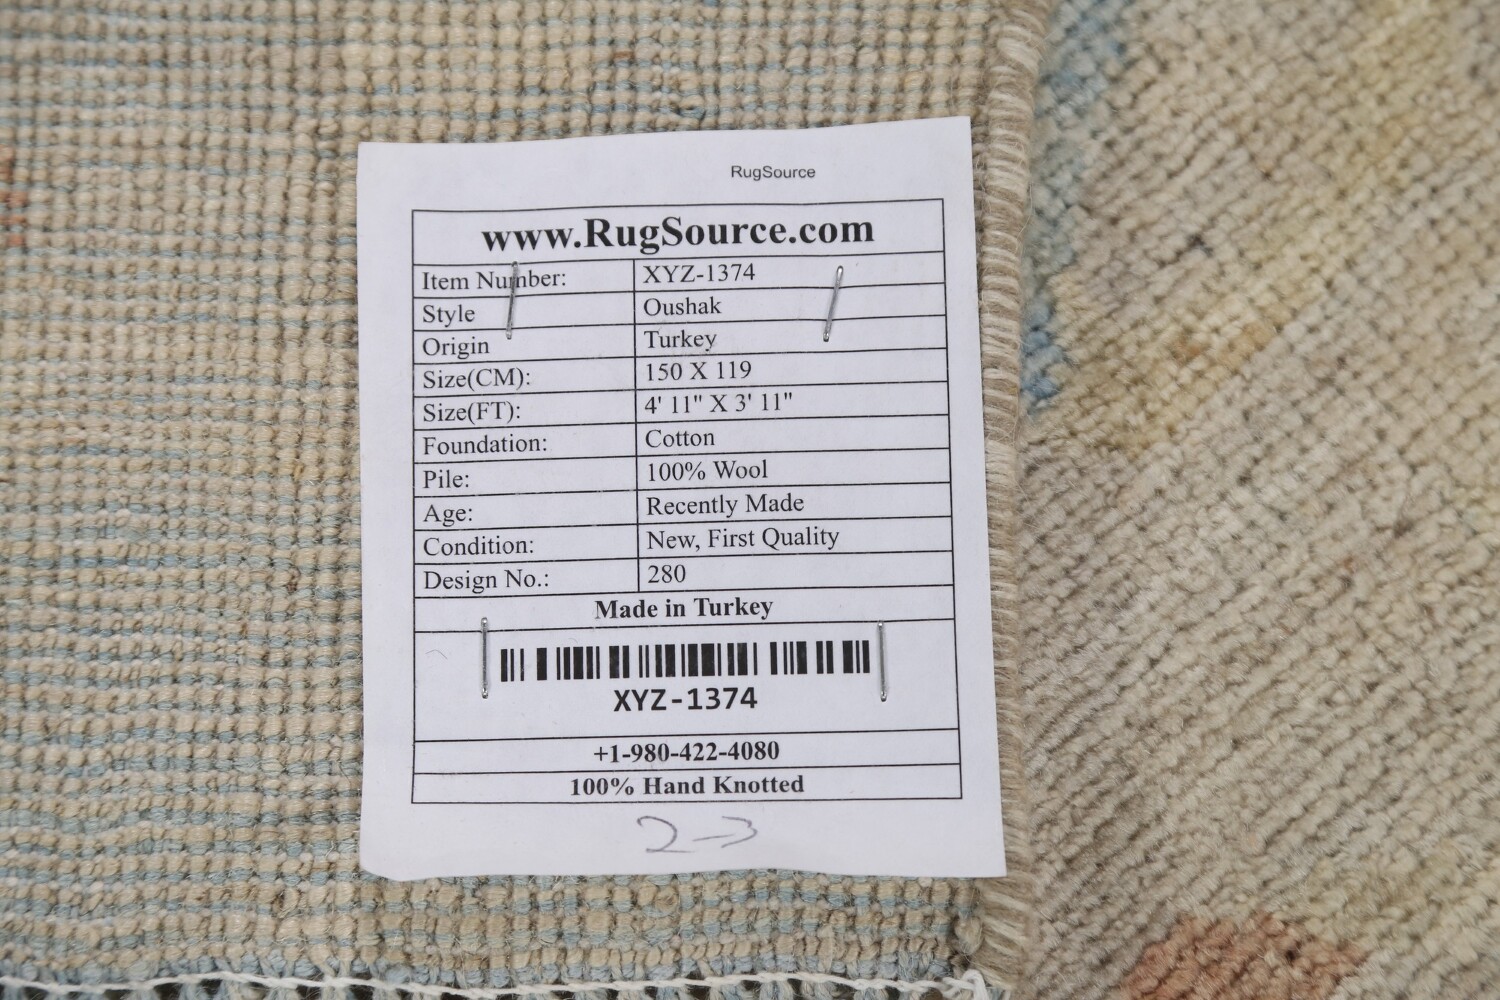 RugSource
www.RugSource.com
Item Number: XYZ-1374
Style Oushak
Origin Turkey
Size(CM): 150 X 119
Size(FT): 4' 11" X 3' 11"
Foundation: Cotton
Pile: 100% Wool
Age: Recently Made
Condition: New, First Quality
Design No.: 280
Made in Turkey
XYZ-1374
+1-980-422-4080
100% Hand Knotted
2-3